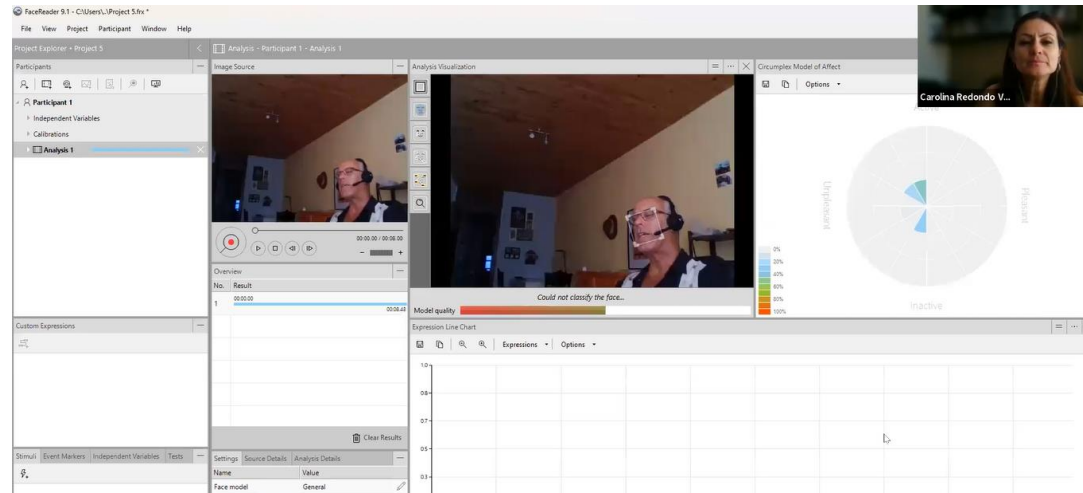 FaceReader 9.1 - C:\Users\..\Project 5.frx *
File View Project Participant Window Help
Project Explorer - Project 5
Analysis - Participant 1 - Analysis 1
Participants
Image Source
Analysis Visualization
Circumplex Model of Affect
Options
Carolina Redondo V...
Participant 1
Independent Variables
Calibrations
Analysis 1
Unpleasant
Pleasant
00:00.00 / 00:08.00
Overview
No. Result
1 00:00.00
00:08.43
Could not classify the face...
Model quality
0%
20%
40%
60%
80%
100%
Inactive
Custom Expressions
Expression Line Chart
Expressions Options
1.0
0.8
0.7
0.5
0.3
Clear Results
Stimuli Event Markers Independent Variables Tests
Settings Source Details Analysis Details
Name Value
Face model General